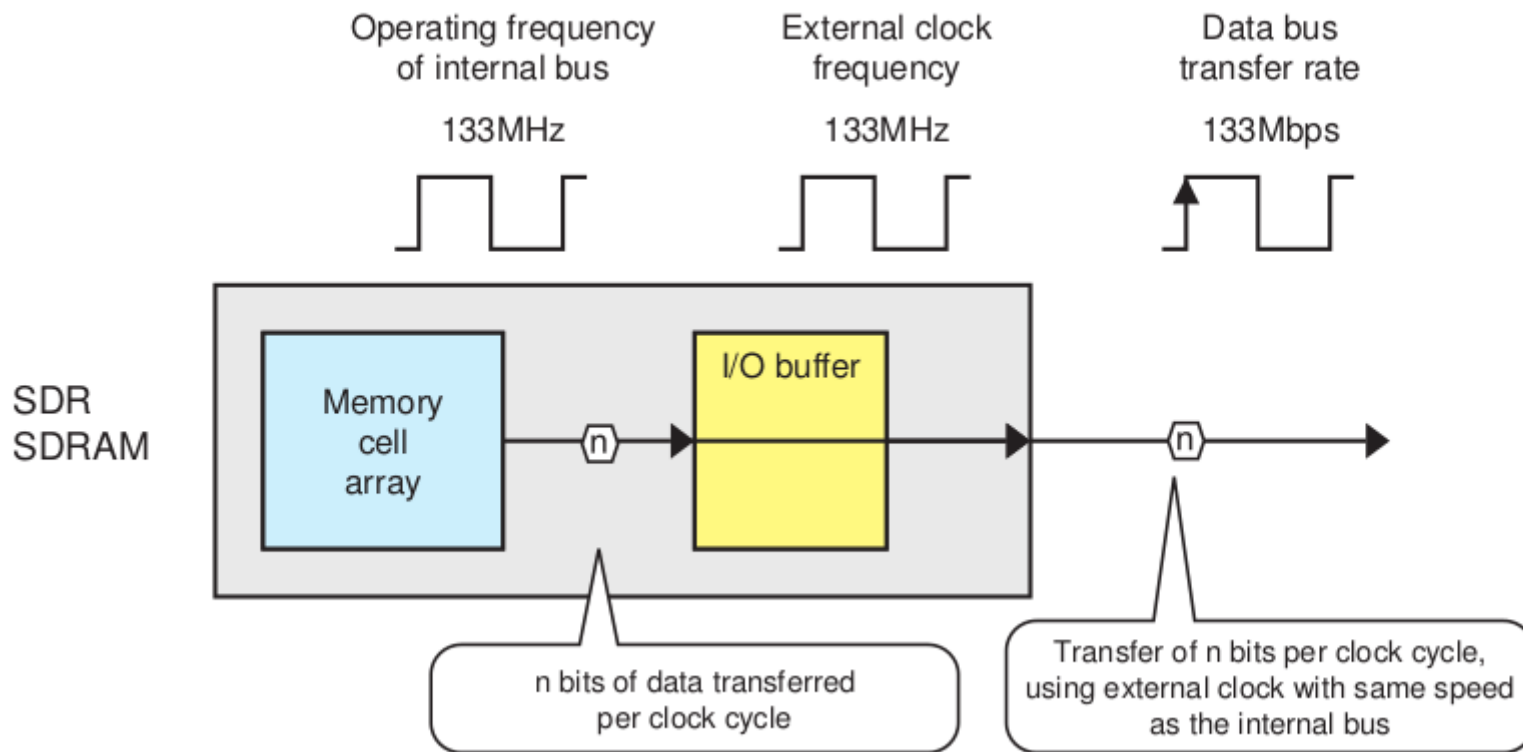 Operating frequency
of internal bus
External clock
frequency
Data bus
transfer rate
133MHz
133MHz
133Mbps
SDR
SDRAM
Memory
cell
array
n
I/O buffer
n
n bits of data transferred
per clock cycle
Transfer of n bits per clock cycle,
using external clock with same speed
as the internal bus